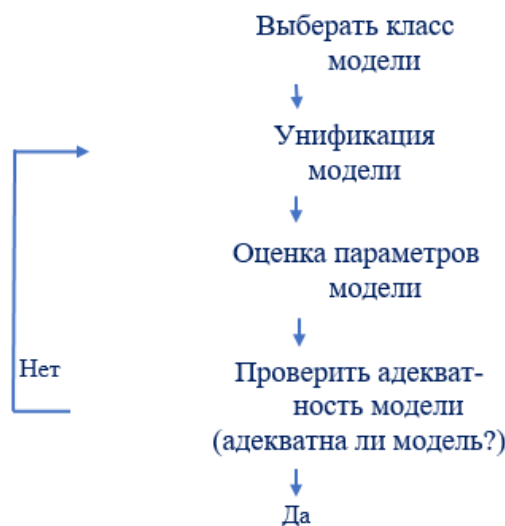 Выберать класс
модели
Унификация
модели
Оценка параметров
модели
Нет
Проверить адекват-
ность модели
(адекватна ли модель?)
Да